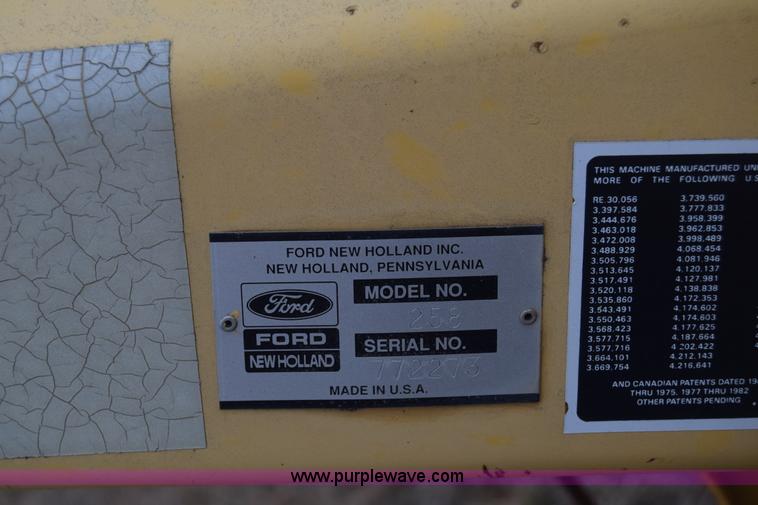 FORD NEW HOLLAND INC.
NEW HOLLAND, PENNSYLVANIA
Ford
FORD
NEW HOLLAND
MODEL NO.
258
SERIAL NO.
772273
MADE IN U.S.A.
THIS MACHINE MANUFACTURED
MORE OF THE FOLLOWING U.S
RE 30,056 3.739.560
3.397.584 3.777.833
3.444.676 3.958.399
3.463.018 3.962.853
3.472.008 3.998.489
3.488.929 4.068.454
3.505.796 4.081.946
3.513.645 4.120.137
3.517.491 4.127.981
3.520.118 4.138.838
3.535.860 4.172.353
3.543.491 4.174.602
3.550.463 4.174.603
3.568.423 4.177.625
3.577.715 4.187.664
3.577.716 4.202.422
3.664.101 4.212.143
3.669.754 4.216.641
AND CANADIAN PATENTS DATED
THRU 1975, 1977 THRU 1982
OTHER PATENTS PENDING
www.purplewave.com